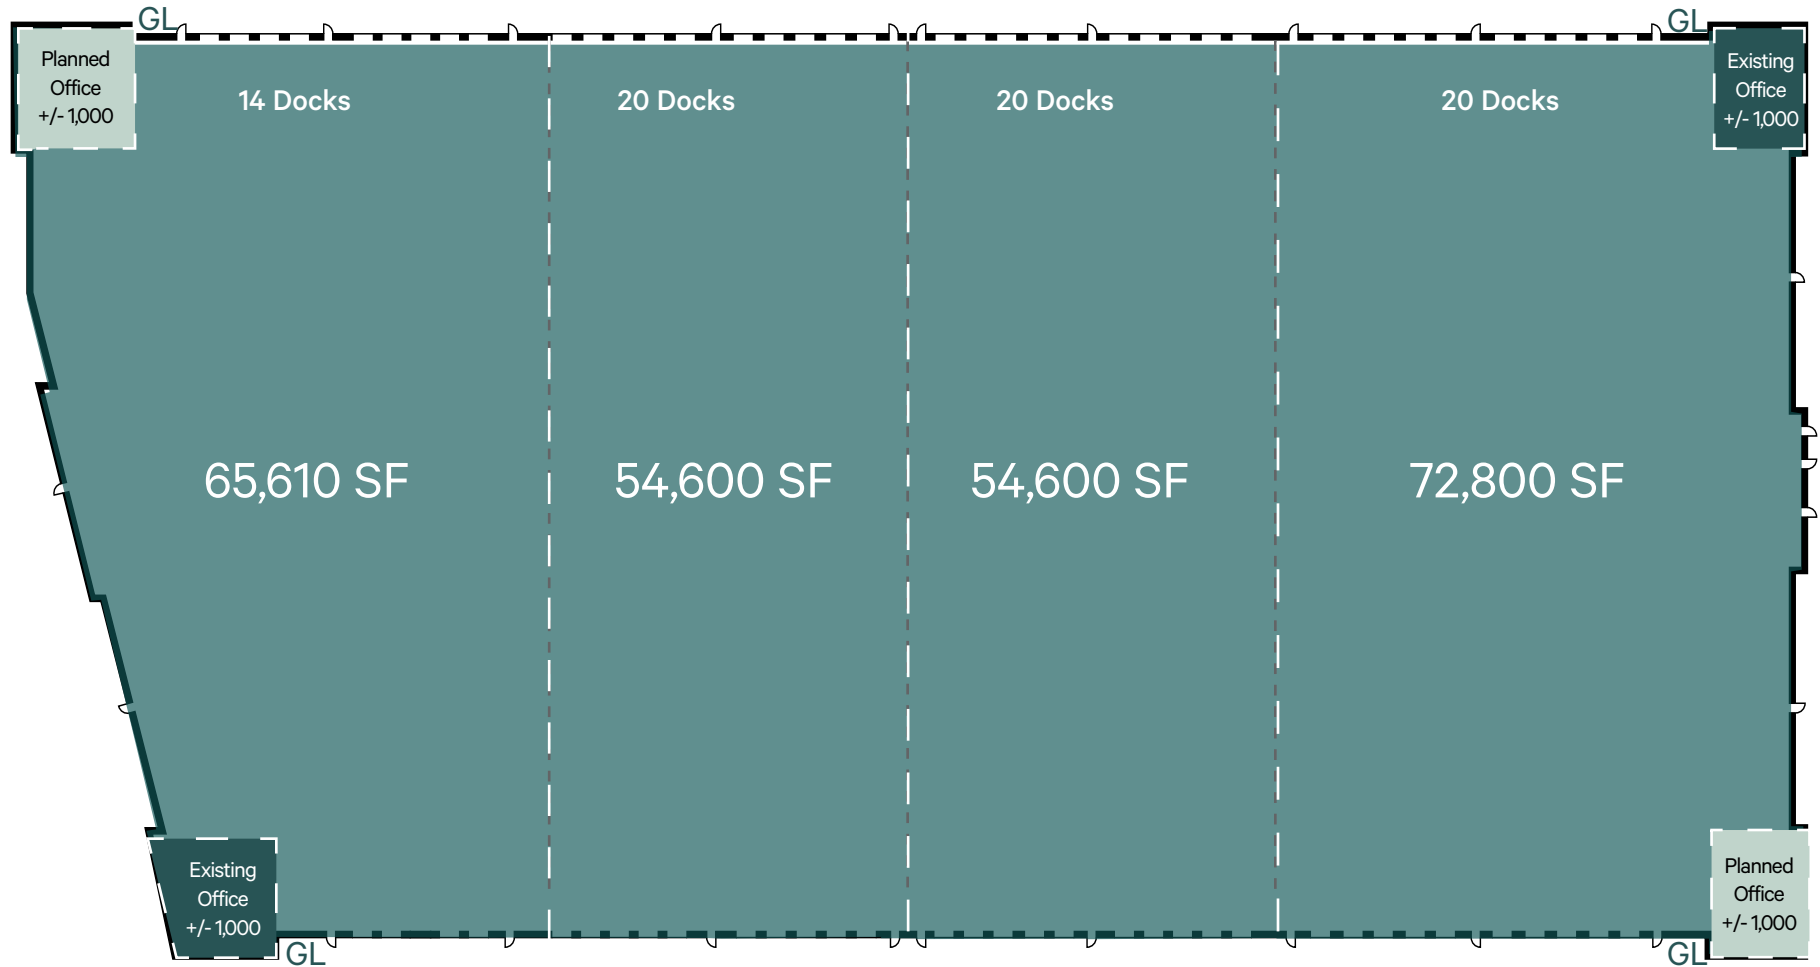 GL
GL
Planned
Office
+/- 1,000
14 Docks
20 Docks
20 Docks
20 Docks
Existing
Office
+/- 1,000
65,610 SF
54,600 SF
54,600 SF
72,800 SF
Existing
Office
+/- 1,000
Planned
Office
+/- 1,000
GL
GL